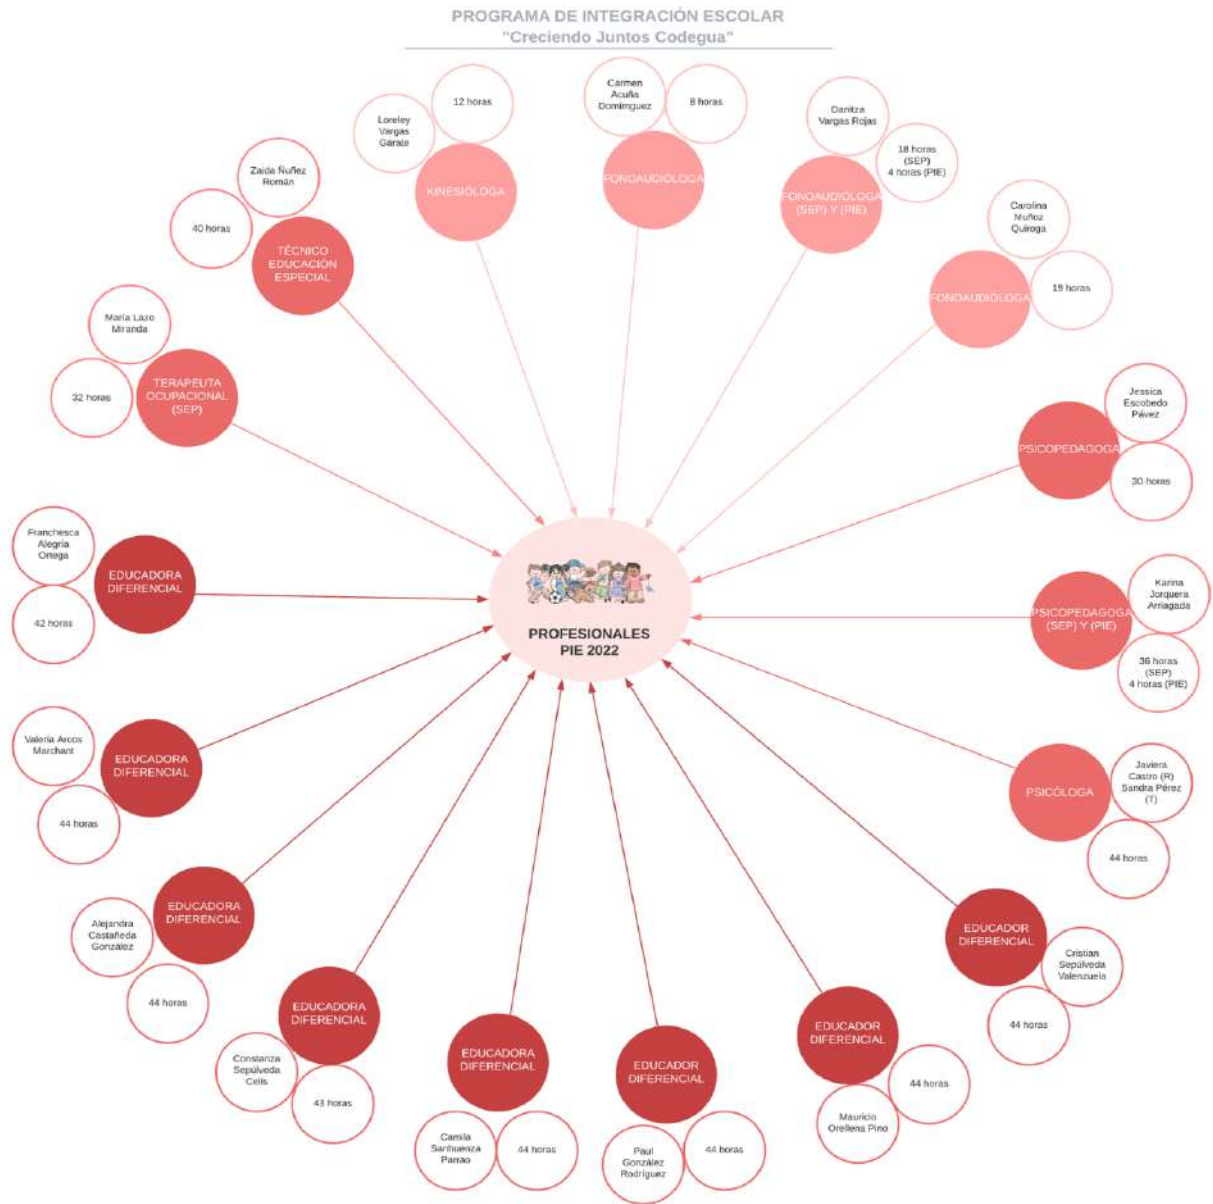 PROGRAMA DE INTEGRACIÓN ESCOLAR
"Creciendo Juntos Codegua"
Loreley
Vargas
Garate
12 horas
KINESIÓLOGA
Carmen
Acuña
Domimguez
8 horas
FONOAUDIÓLOGA
Danitza
Vargas Rojas
18 horas
(SEP)
4 horas (PIE)
FONOAUDIÓLOGA
(SEP) Y (PIE)
Carolina
Muñoz
Quiroga
19 horas
FONOAUDIÓLOGA
Jessica
Escobedo
Pávez
30 horas
PSICOPEDAGOGA
Karina
Jorquera
Arriagada
36 horas
(SEP)
4 horas (PIE)
PSICOPEDAGOGA
(SEP) Y (PIE)
Javiera
Castro (R)
Sandra Pérez
(T)
44 horas
PSICÓLOGA
EDUCADOR
DIFERENCIAL
Cristian
Sepúlveda
Valenzuela
44 horas
EDUCADOR
DIFERENCIAL
44 horas
Mauricio
Orellena Pino
EDUCADOR
DIFERENCIAL
Paul
González
Rodríguez
44 horas
EDUCADORA
DIFERENCIAL
Camila
Sanhuenza
Parrao
44 horas
EDUCADORA
DIFERENCIAL
Constanza
Sepúlveda
Celis
43 horas
EDUCADORA
DIFERENCIAL
Alejandra
Castañeda
González
44 horas
EDUCADORA
DIFERENCIAL
Valeria Arcos
Marchant
44 horas
EDUCADORA
DIFERENCIAL
Franchesca
Alegría
Ortega
42 horas
TERAPEUTA
OCUPACIONAL
(SEP)
María Lazo
Miranda
32 horas
TÉCNICO
EDUCACIÓN
ESPECIAL
Zaida Ñuñez
Román
40 horas
PROFESIONALES
PIE 2022